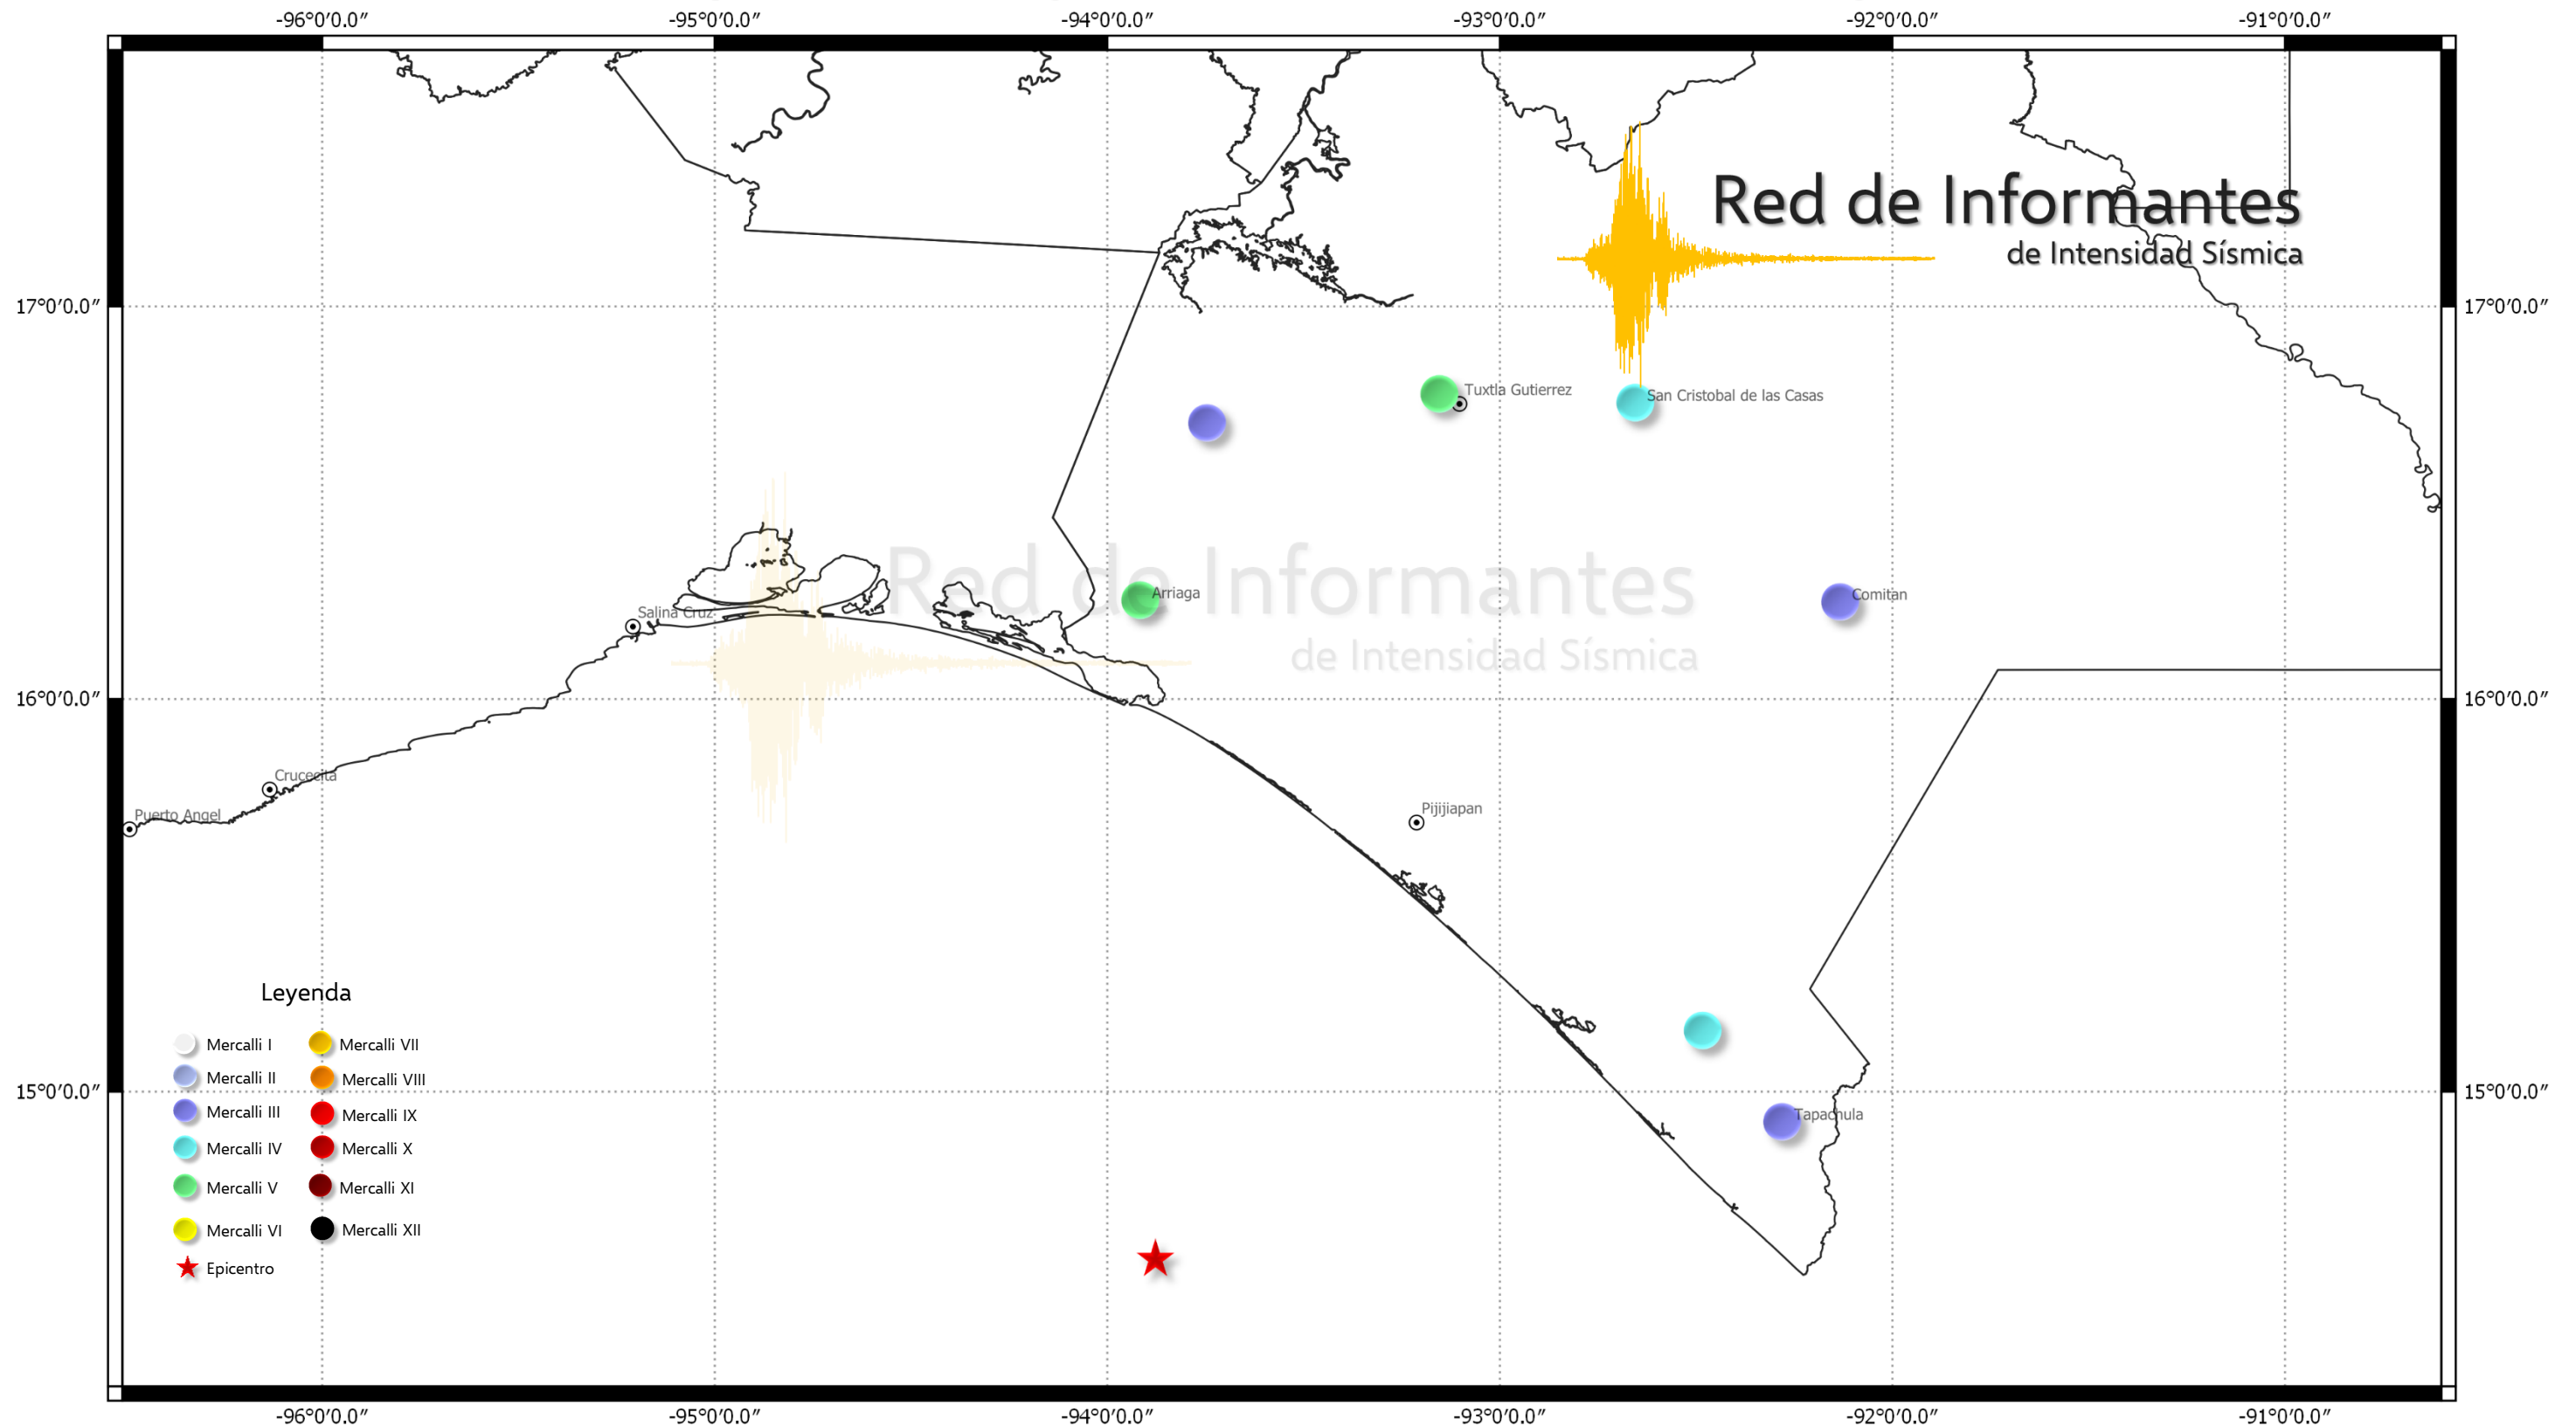 -96°0′0.0″ -95°0′0.0″ -94°0′0.0″ -93°0′0.0″ -92°0′0.0″ -91°0′0.0″
Red de Informantes
de Intensidad Sísmica
17°0′0.0″ 17°0′0.0″
Tuxtla Gutierrez
San Cristobal de las Casas
Red de Informantes
de Intensidad Sísmica
Arriaga
Comitan
Salina Cruz
16°0′0.0″ 16°0′0.0″
Crucecita
Puerto Angel
Pijijiapan
15°0′0.0″ 15°0′0.0″
Tapachula
Leyenda
Mercalli I
Mercalli II
Mercalli III
Mercalli IV
Mercalli V
Mercalli VI
Epicentro
Mercalli VII
Mercalli VIII
Mercalli IX
Mercalli X
Mercalli XI
Mercalli XII
-96°0′0.0″ -95°0′0.0″ -94°0′0.0″ -93°0′0.0″ -92°0′0.0″ -91°0′0.0″